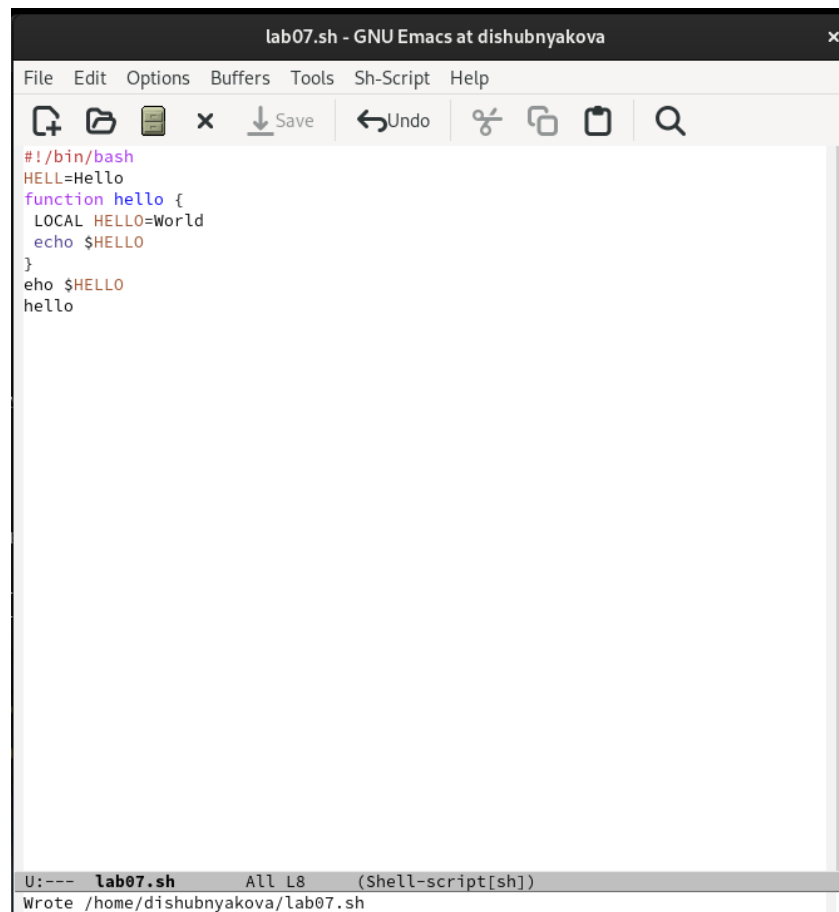 lab07.sh - GNU Emacs at dishubnyakova
File Edit Options Buffers Tools Sh-Script Help
Save Undo
#!/bin/bash
HELL=Hello
function hello {
 LOCAL HELLO=World
 echo $HELLO
}
eho $HELLO
hello
U:--- lab07.sh All L8 (Shell-script[sh])
Wrote /home/dishubnyakova/lab07.sh